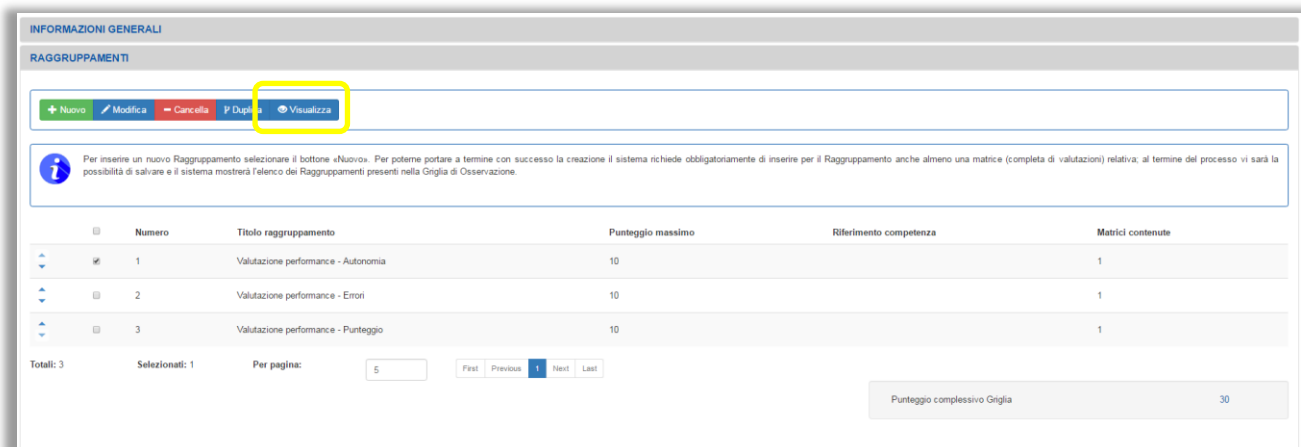 INFORMAZIONI GENERALI
RAGGRUPPAMENTI
Nuovo Modifica Cancella Duplica Visualizza
Per inserire un nuovo Raggruppamento selezionare il bottone «Nuovo». Per poterne portare a termine con successo la creazione il sistema richiede obbligatoriamente di inserire per il Raggruppamento anche almeno una matrice (completa di valutazioni) relativa; al termine del processo vi sarà la
possibilità di salvare e il sistema mostrerà l'elenco dei Raggruppamenti presenti nella Griglia di Osservazione.
Numero Titolo raggruppamento Punteggio massimo Riferimento competenza Matrici contenute
1 Valutazione performance - Autonomia 10 1
2 Valutazione performance - Errori 10 1
3 Valutazione performance - Punteggio 10 1
Totali: 3 Selezionati: 1 Per pagina: 5 First Previous 1 Next Last
Punteggio complessivo Griglia 30